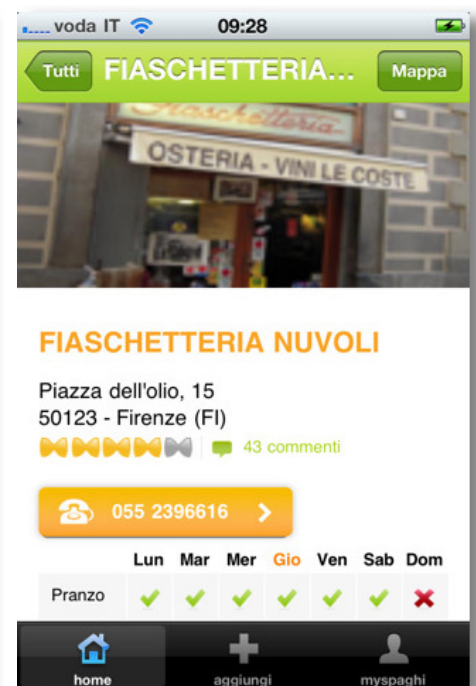 voda IT 09:28
Tutti FIASCHETTERIA... Mappa
Fiaschetteria
OSTERIA - VINI LE COSTE
FIASCHETTERIA NUVOLI
Piazza dell'olio, 15
50123 - Firenze (FI)
43 commenti
055 2396616
Lun Mar Mer Gio Ven Sab Dom
Pranzo
home aggiungi myspaghi